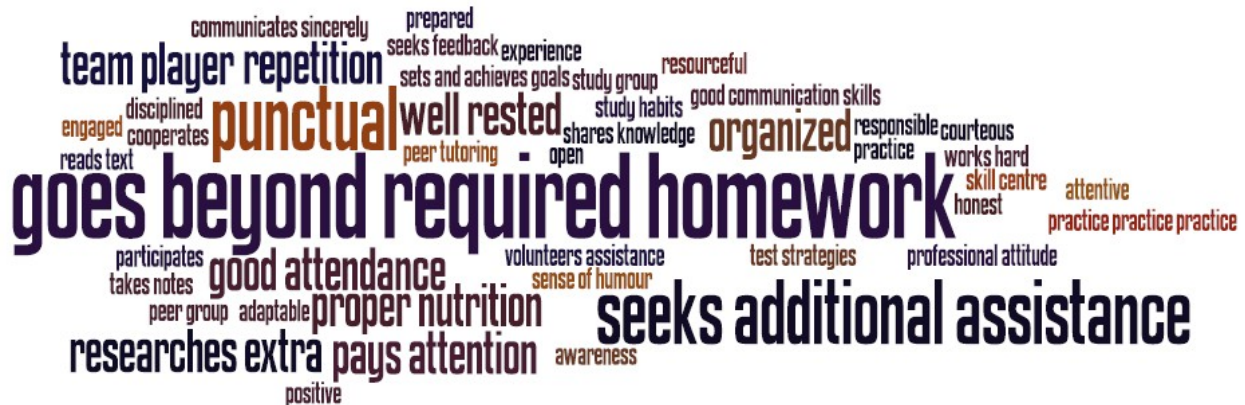 communicates sincerely
prepared
seeks feedback
experience
team player
repetition
sets and achieves goals
study group
resourceful
disciplined
punctual
well rested
study habits
good communication skills
engaged
cooperates
shares knowledge
organized
responsible
courteous
reads text
peer tutoring
open
practice
works hard
goes beyond required homework
skill centre
attentive
honest
practice practice practice
participates
good attendance
volunteers assistance
test strategies
professional attitude
takes notes
sense of humour
peer group
adaptable
proper nutrition
seeks additional assistance
researches extra
pays attention
awareness
positive